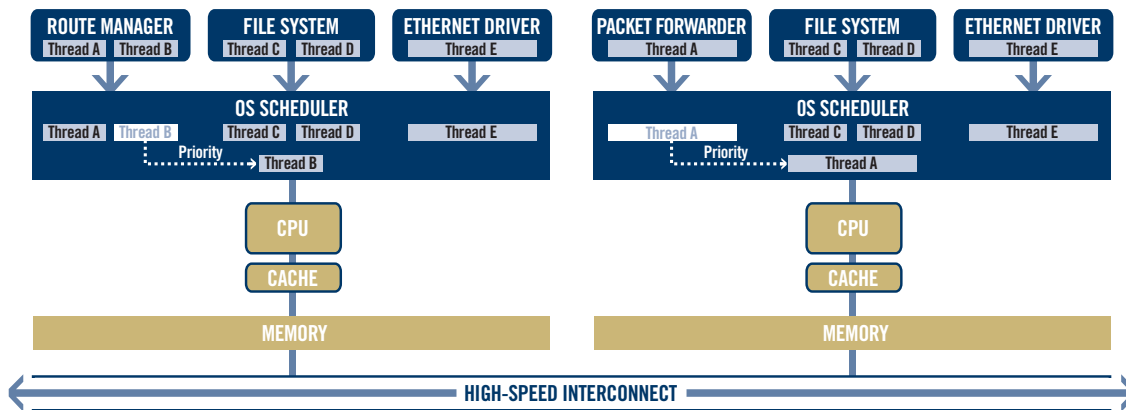 ROUTE MANAGER
Thread A Thread B
FILE SYSTEM
Thread C Thread D
ETHERNET DRIVER
Thread E
OS SCHEDULER
Thread A Thread B Thread C Thread D Thread E
Priority
Thread B
CPU
CACHE
MEMORY
PACKET FORWARDER
Thread A
FILE SYSTEM
Thread C Thread D
ETHERNET DRIVER
Thread E
OS SCHEDULER
Thread A Thread C Thread D Thread E
Priority
Thread A
CPU
CACHE
MEMORY
HIGH-SPEED INTERCONNECT